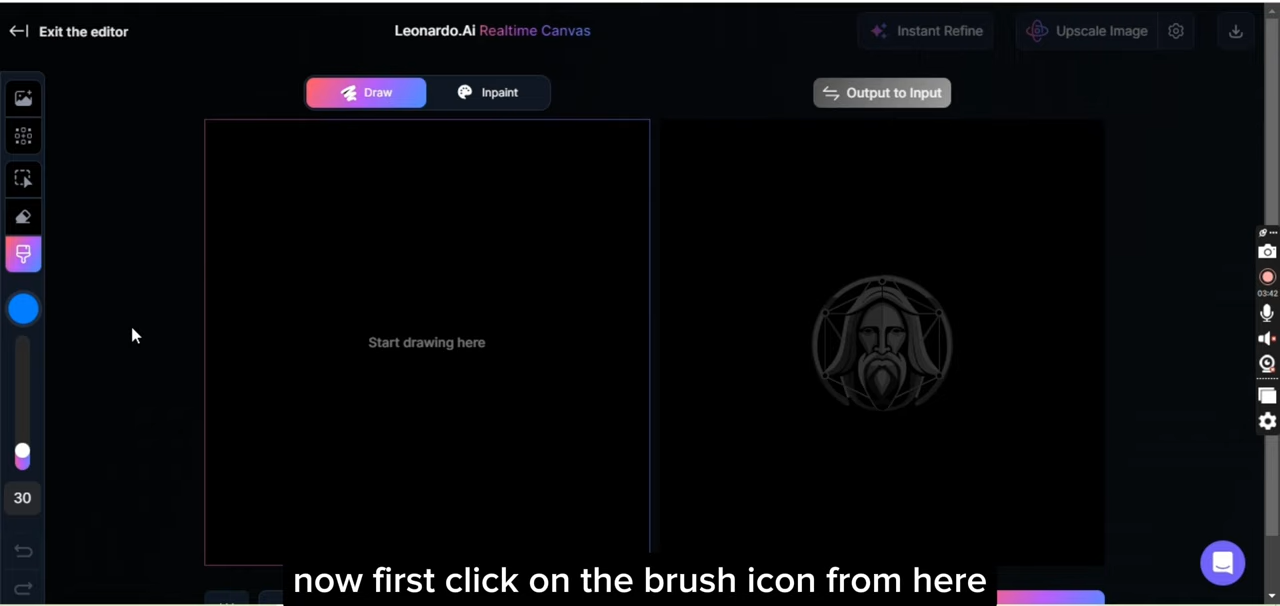 Exit the editor
Leonardo.Ai Realtime Canvas
Instant Refine
Upscale Image
Draw
Inpaint
Output to Input
Start drawing here
03:42
30
now first click on the brush icon from here